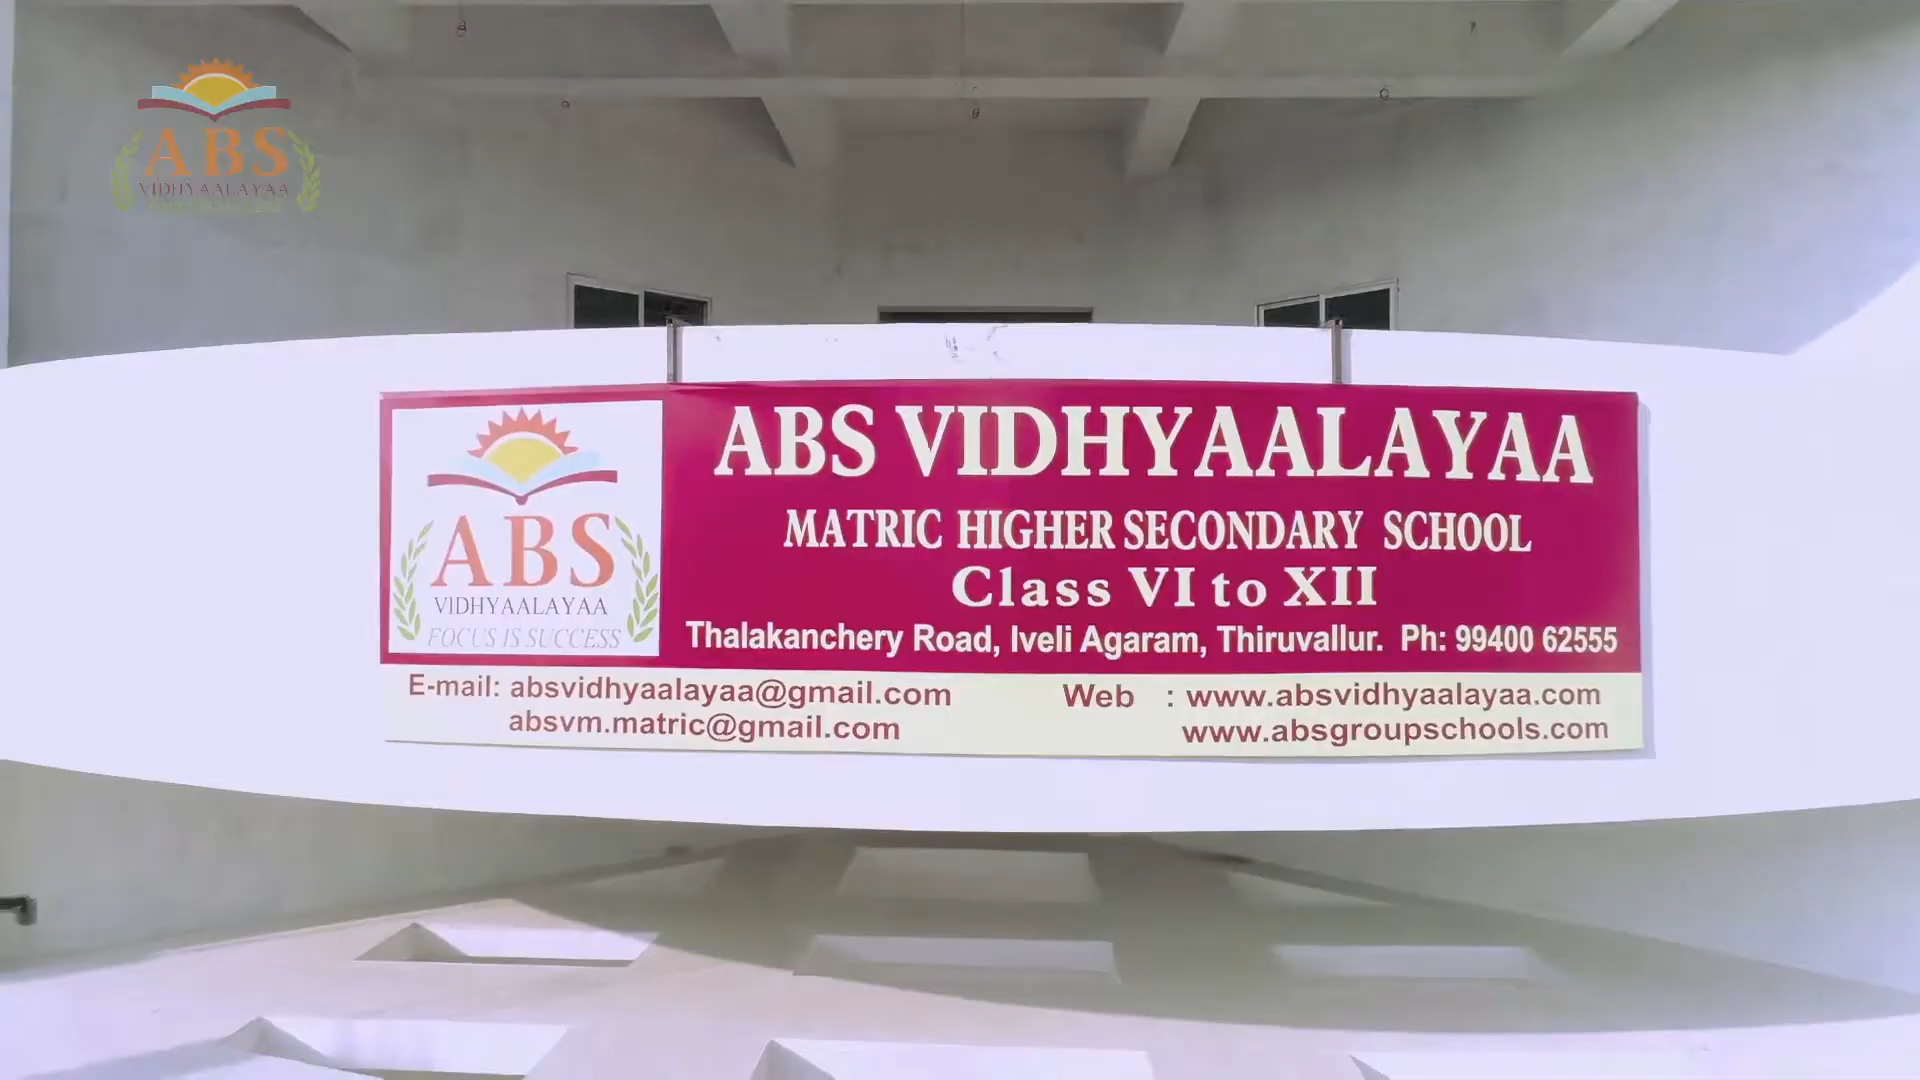 ABS
VIDHYAALAYAA
ABS VIDHYAALAYAA
MATRIC HIGHER SECONDARY SCHOOL
Class VI to XII
Thalakanchery Road, Iveli Agaram, Thiruvallur. Ph: 99400 62555
ABS
VIDHYAALAYAA
FOCUS IS SUCCESS
E-mail: absvidhyaalayaa@gmail.com
absvm.matric@gmail.com
Web : www.absvidhyaalayaa.com
www.absgroupschools.com